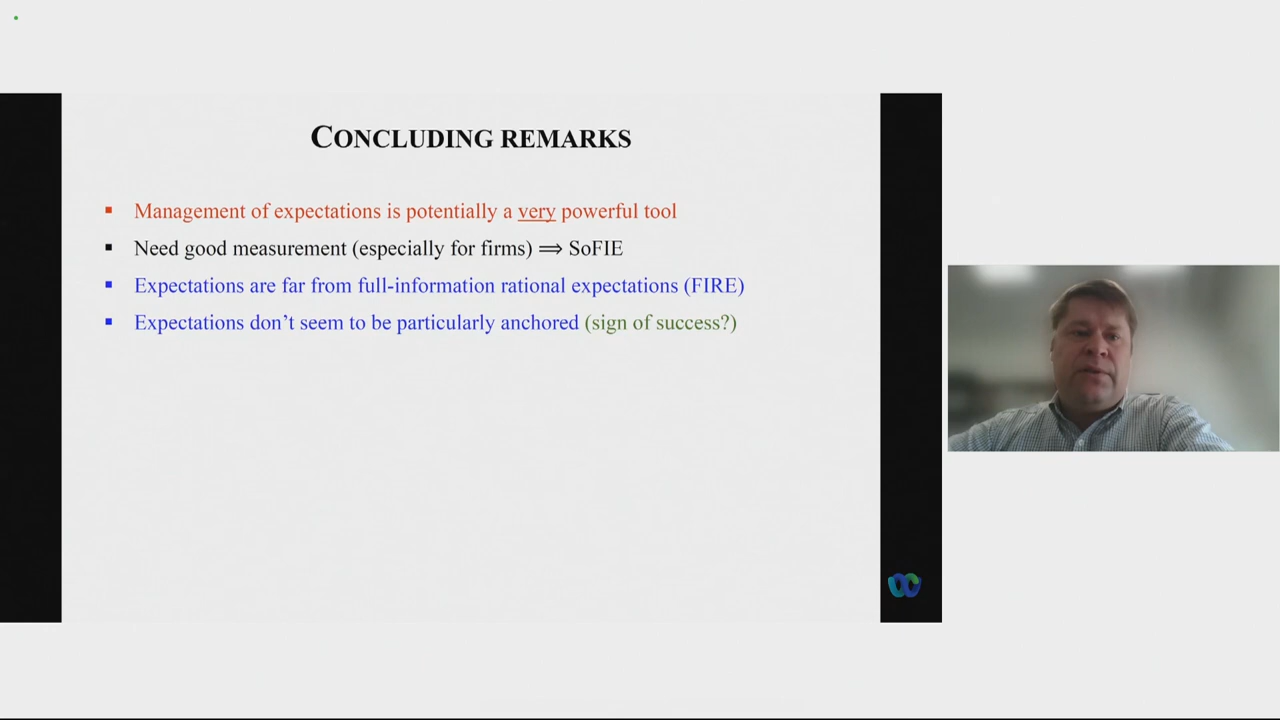 CONCLUDING REMARKS
Management of expectations is potentially a very powerful tool
Need good measurement (especially for firms) ⟹ SoFIE
Expectations are far from full-information rational expectations (FIRE)
Expectations don't seem to be particularly anchored (sign of success?)